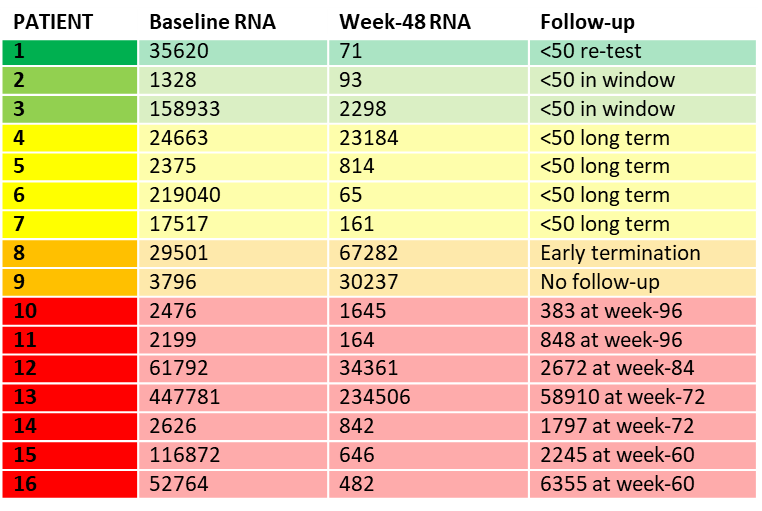 PATIENT Baseline RNA Week-48 RNA Follow-up
1 35620 71 <50 re-test
2 1328 93 <50 in window
3 158933 2298 <50 in window
4 24663 23184 <50 long term
5 2375 814 <50 long term
6 219040 65 <50 long term
7 17517 161 <50 long term
8 29501 67282 Early termination
9 3796 30237 No follow-up
10 2476 1645 383 at week-96
11 2199 164 848 at week-96
12 61792 34361 2672 at week-84
13 447781 234506 58910 at week-72
14 2626 842 1797 at week-72
15 116872 646 2245 at week-60
16 52764 482 6355 at week-60